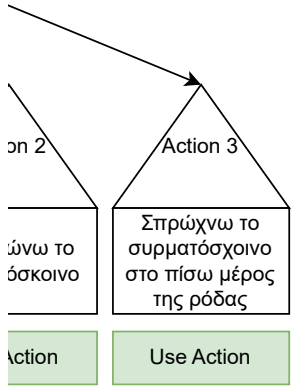 on 2
Action 3
ώνω το
όσκοινο
Σπρώχνω το
συρματόσχοινο
στο πίσω μέρος
της ρόδας
Action
Use Action